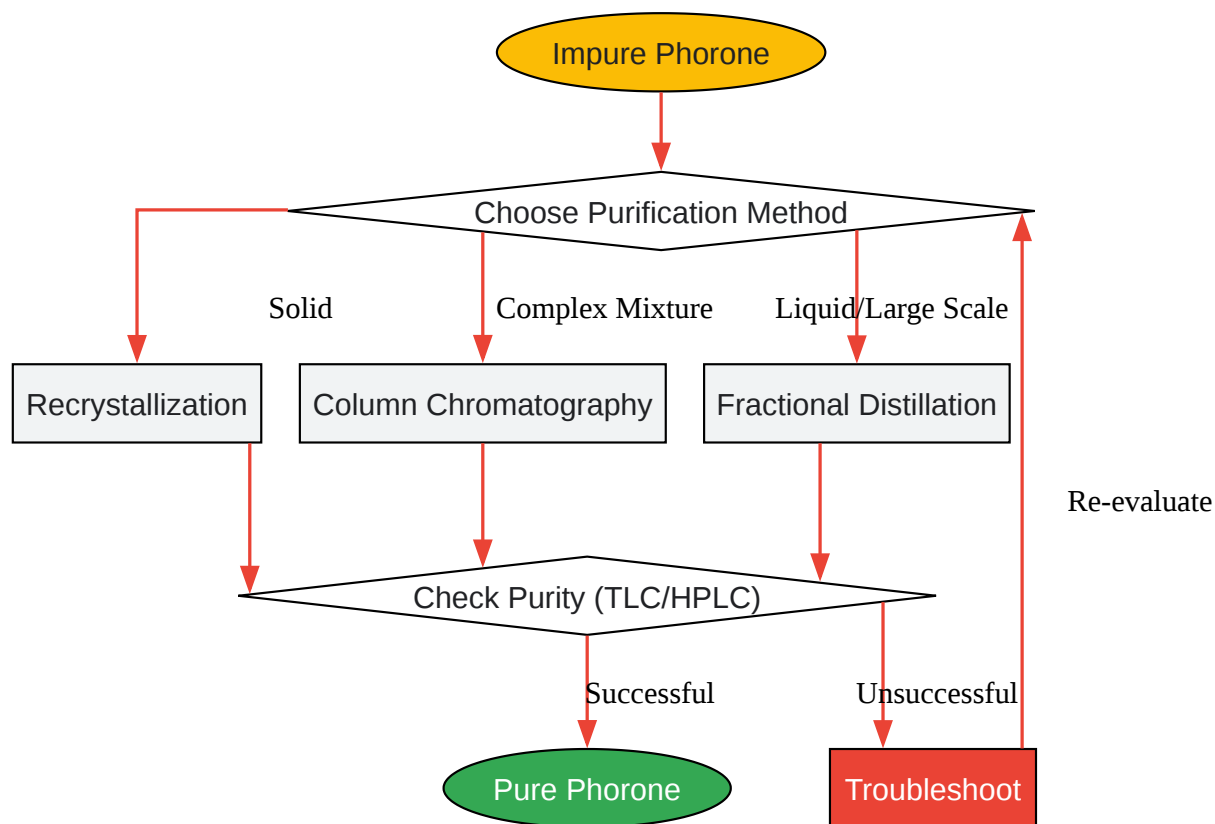 Impure Phorone
Choose Purification Method
Solid
Complex Mixture
Liquid/Large Scale
Recrystallization
Column Chromatography
Fractional Distillation
Re-evaluate
Check Purity (TLC/HPLC)
Successful
Unsuccessful
Pure Phorone
Troubleshoot